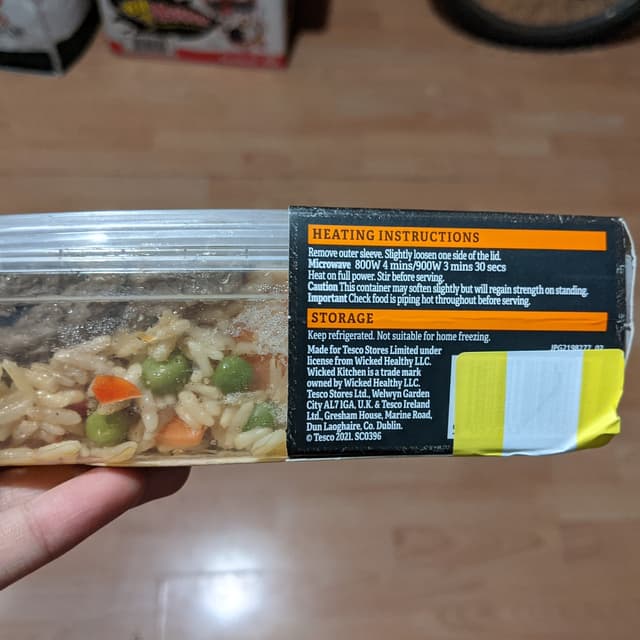 HEATING INSTRUCTIONS
Remove outer sleeve. Slightly loosen one side of the lid.
Microwave 800W 4 mins/900W 3 mins 30 secs
Heat on full power. Stir before serving.
Caution This container may soften slightly but will regain strength on standing.
Important Check food is piping hot throughout before serving.
STORAGE
Keep refrigerated. Not suitable for home freezing.
Made for Tesco Stores Limited under
license from Wicked Healthy LLC.
Wicked Kitchen is a trade mark
owned by Wicked Healthy LLC.
Tesco Stores Ltd., Welwyn Garden
City AL7 1GA, U.K. & Tesco Ireland
Ltd. Gresham House, Marine Road,
Dun Laoghaire, Co. Dublin.
© Tesco 2021. SC0396